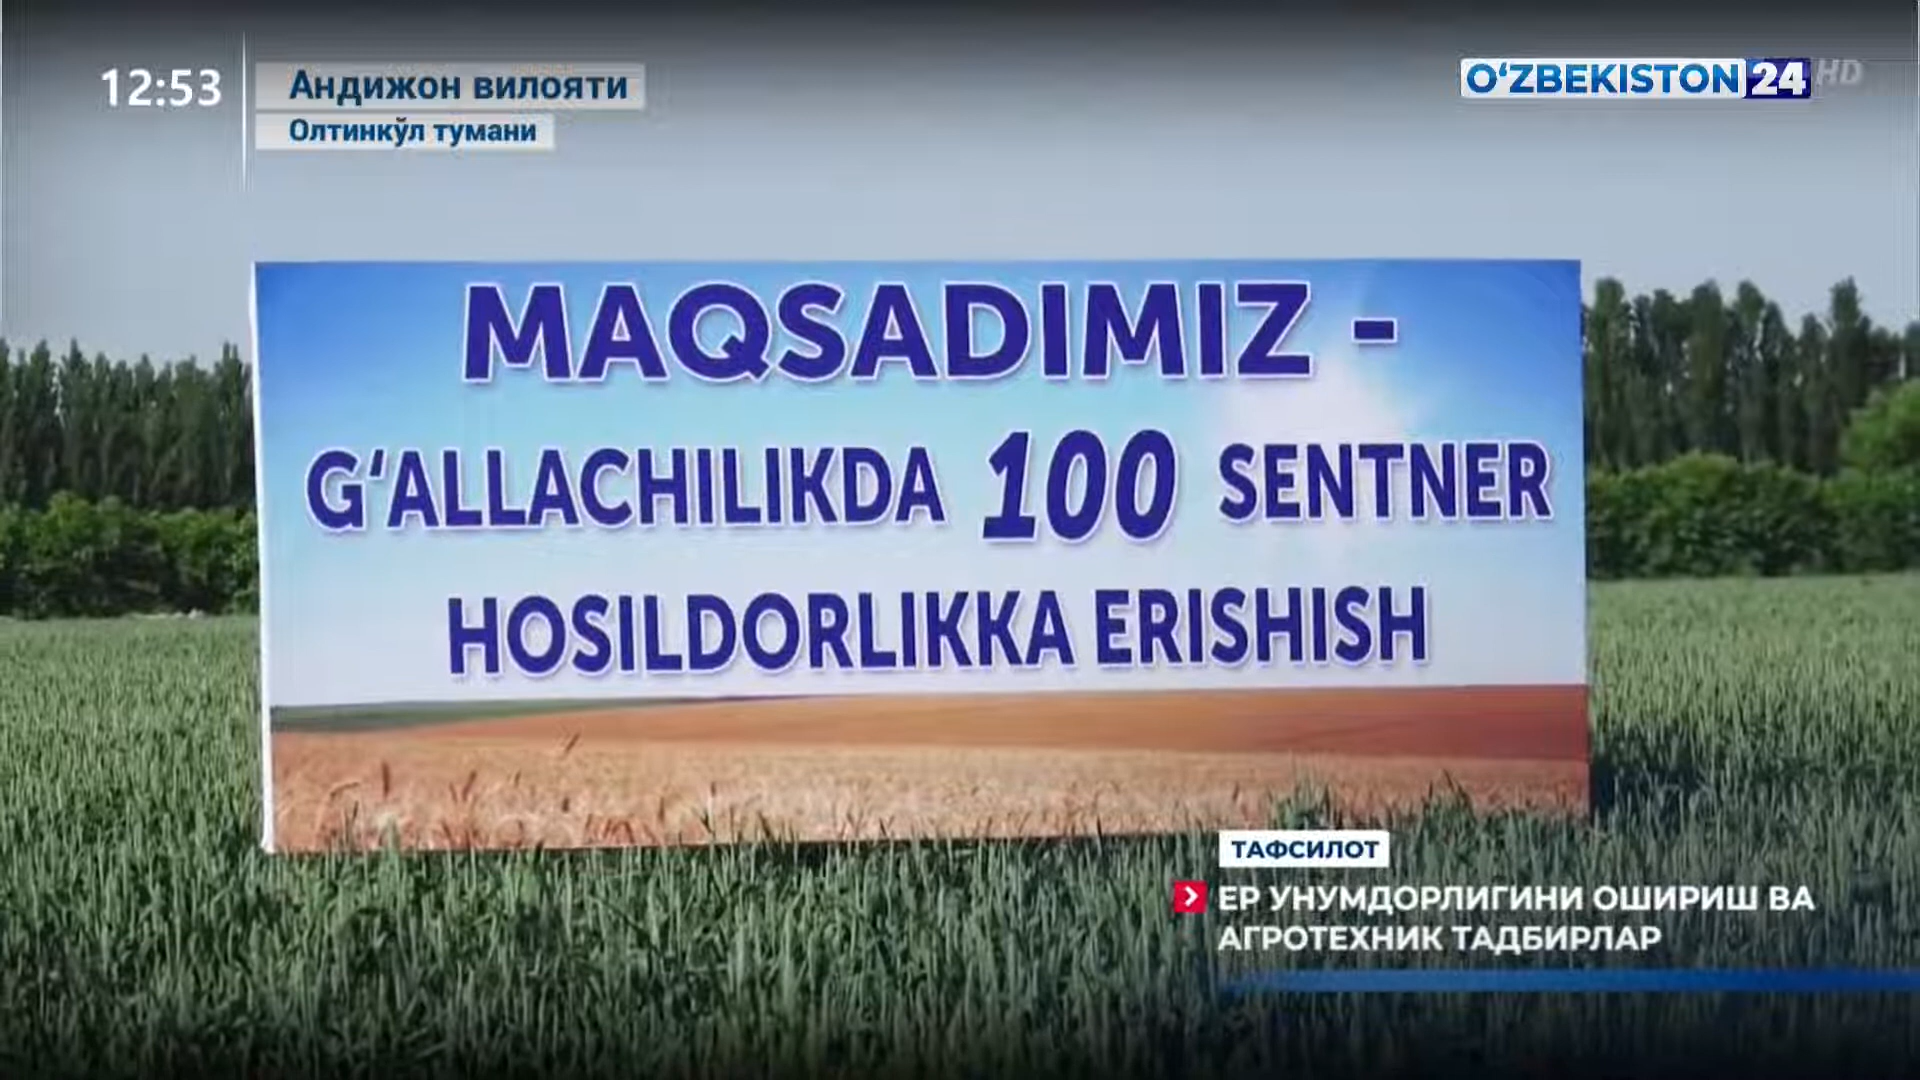 12:53
Андижон вилояти
Олтинкўл тумани
O‘ZBEKISTON 24 HD
MAQSADIMIZ -
G‘ALLACHILIKDA 100 SENTNER
HOSILDORLIKKA ERISHISH
ТАФСИЛОТ
ЕР УНУМДОРЛИГИНИ ОШИРИШ ВА
АГРОТЕХНИК ТАДБИРЛАР